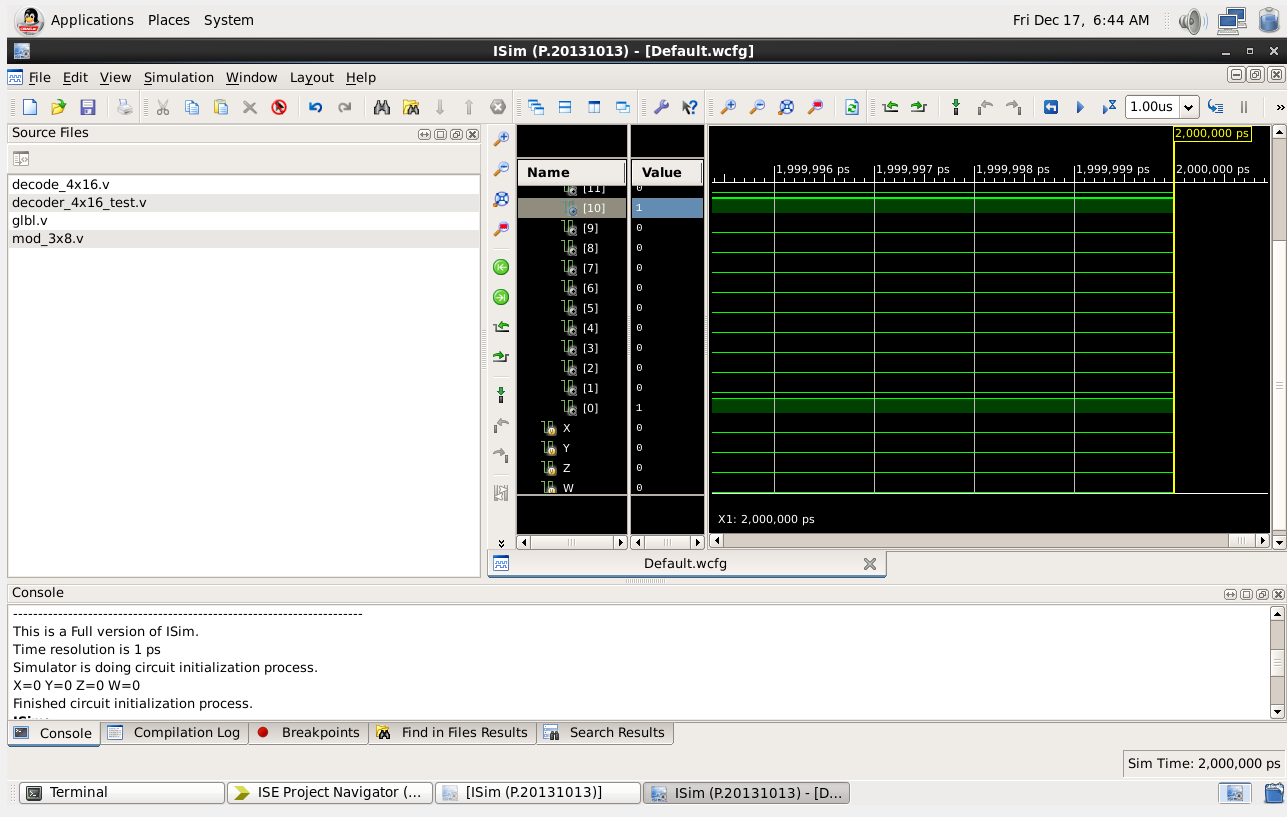 Applications Places System
Fri Dec 17, 6:44 AM
ISim (P.20131013) - [Default.wcfg]
File Edit View Simulation Window Layout Help
1.00us
»
Source Files
decode_4x16.v
decoder_4x16_test.v
glbl.v
mod_3x8.v
2,000,000 ps
1,999,996 ps 1,999,997 ps 1,999,998 ps 1,999,999 ps 2,000,000 ps
Name Value
[11] 0
[10] 1
[9] 0
[8] 0
[7] 0
[6] 0
[5] 0
[4] 0
[3] 0
[2] 0
[1] 0
[0] 1
X 0
Y 0
Z 0
W 0
X1: 2,000,000 ps
Default.wcfg
Console
------------------------------------------------------------------------
This is a Full version of ISim.
Time resolution is 1 ps
Simulator is doing circuit initialization process.
X=0 Y=0 Z=0 W=0
Finished circuit initialization process.
Console Compilation Log Breakpoints Find in Files Results Search Results
Sim Time: 2,000,000 ps
Terminal ISE Project Navigator (... [ISim (P.20131013)] ISim (P.20131013) - [D...